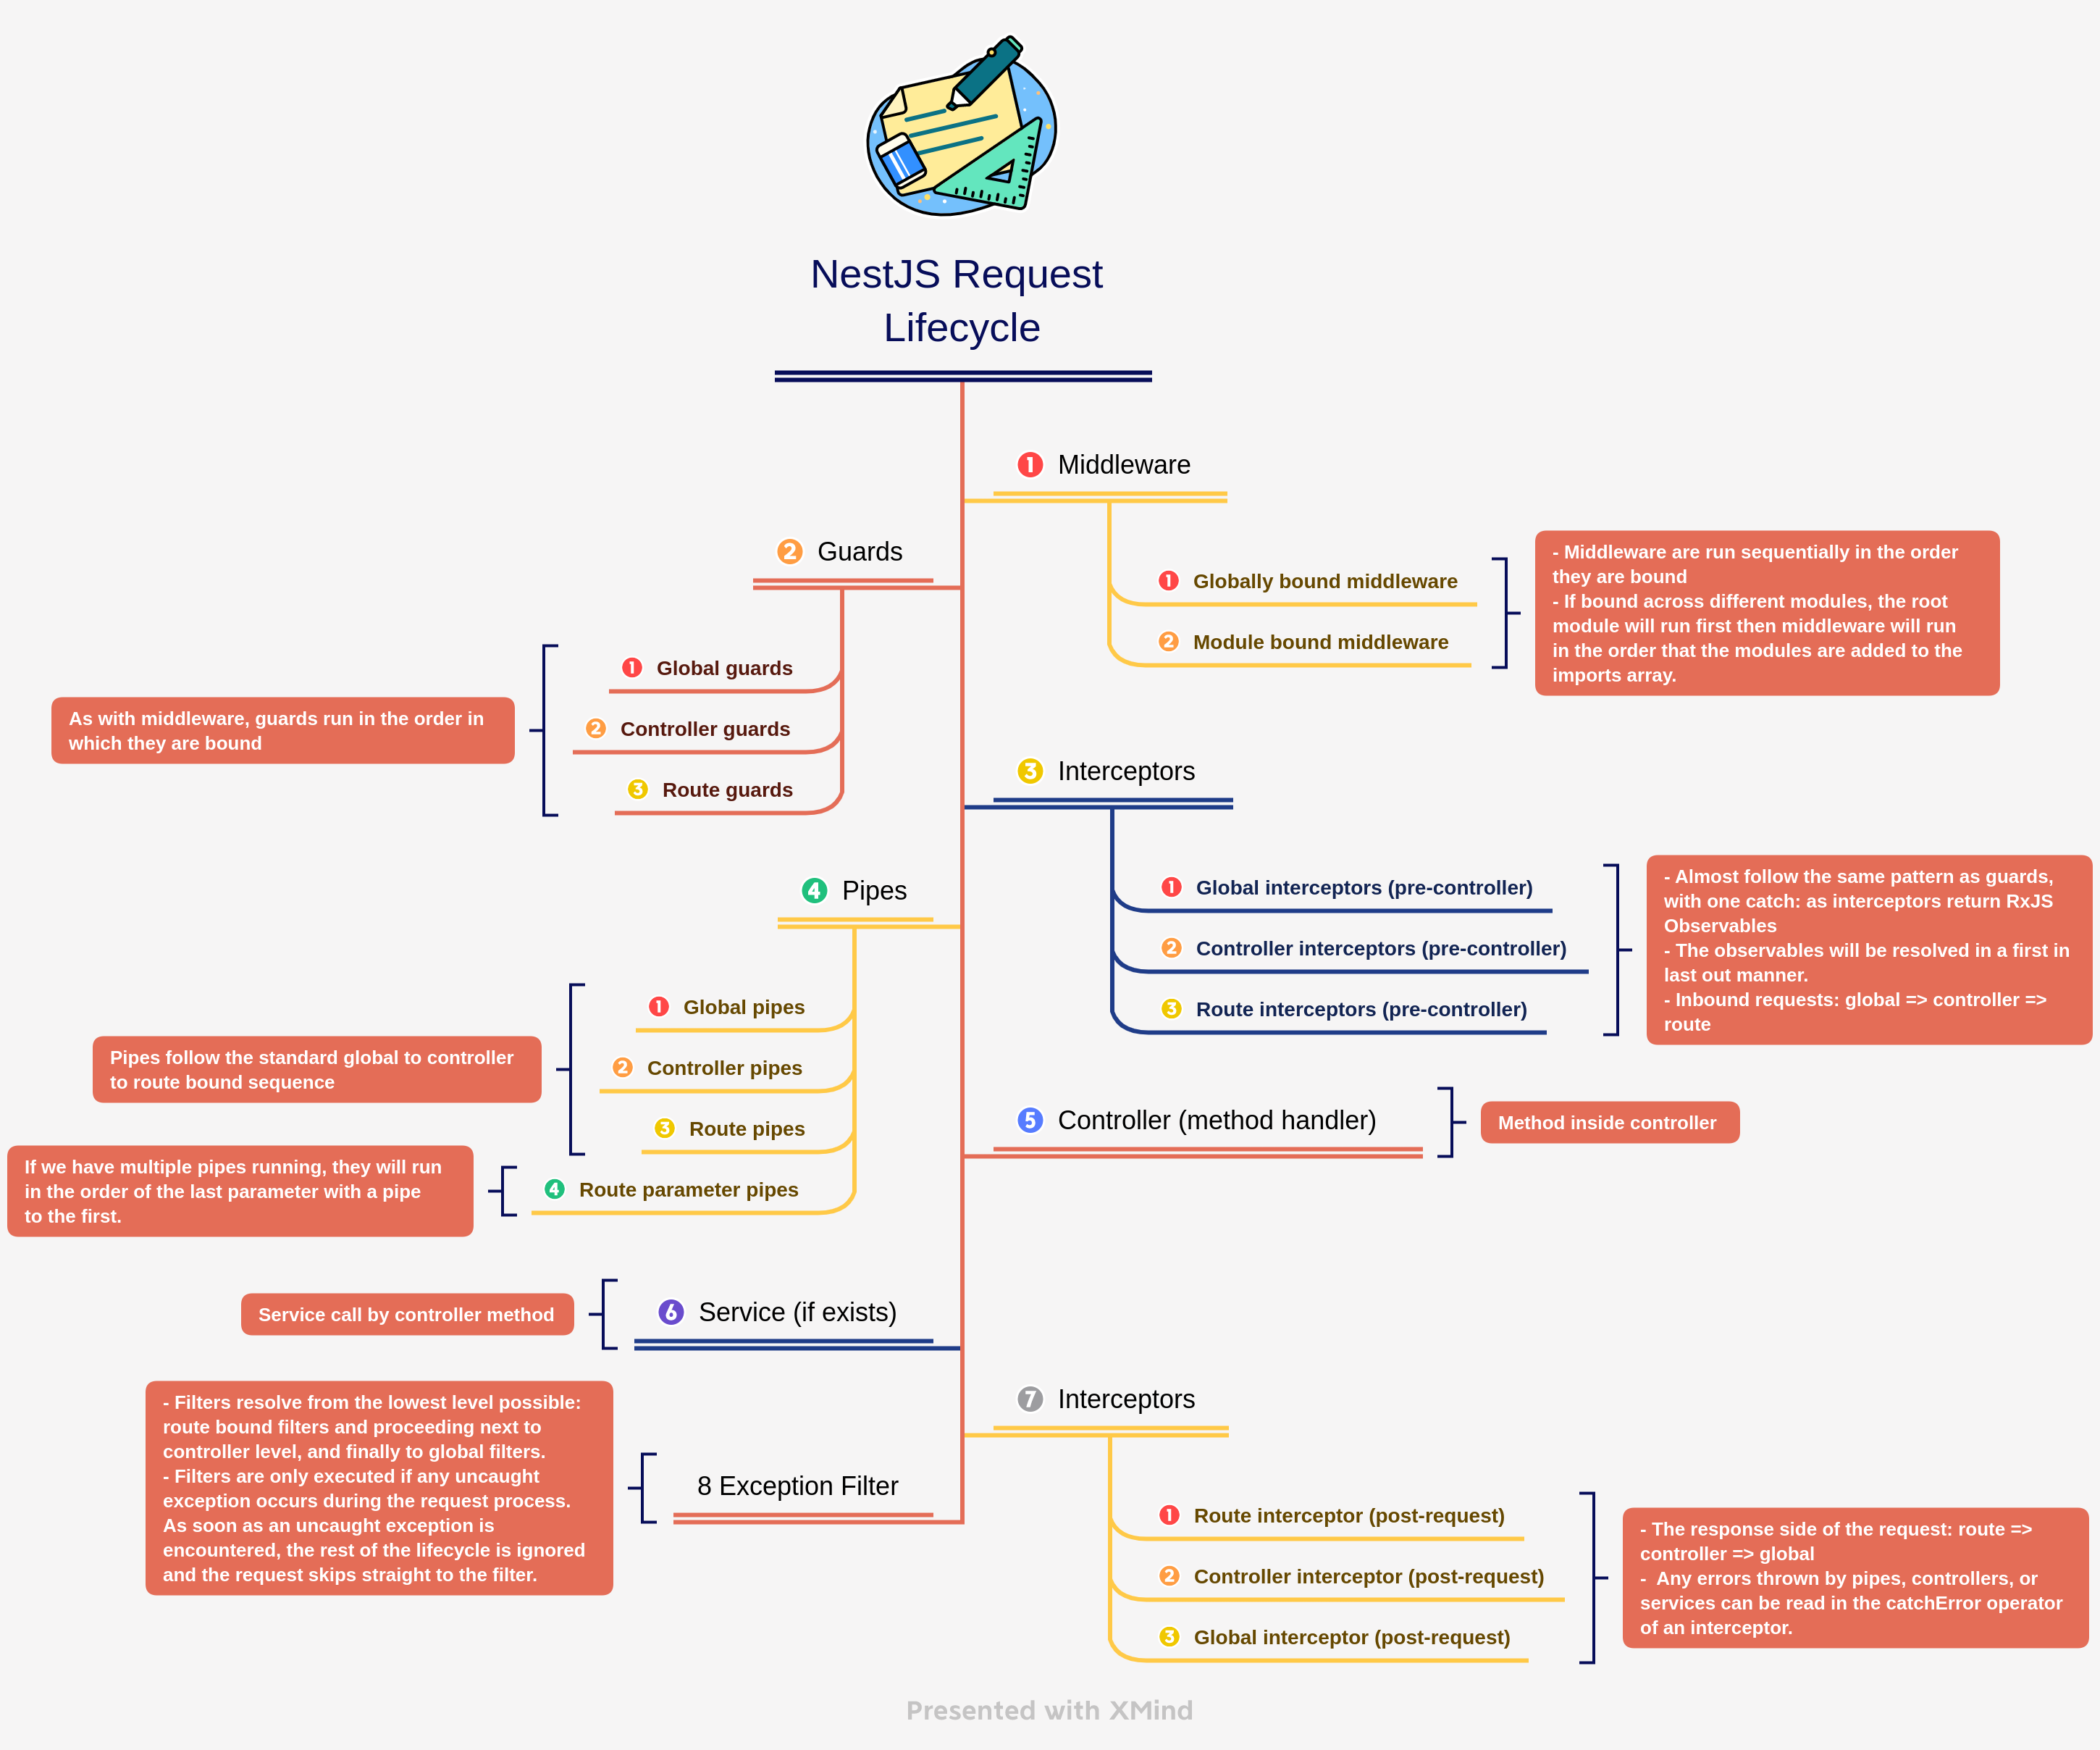 NestJS Request
Lifecycle
1 Middleware
1 Globally bound middleware
2 Module bound middleware
- Middleware are run sequentially in the order
they are bound
- If bound across different modules, the root
module will run first then middleware will run
in the order that the modules are added to the
imports array.
2 Guards
1 Global guards
2 Controller guards
3 Route guards
As with middleware, guards run in the order in
which they are bound
3 Interceptors
1 Global interceptors (pre-controller)
2 Controller interceptors (pre-controller)
3 Route interceptors (pre-controller)
- Almost follow the same pattern as guards,
with one catch: as interceptors return RxJS
Observables
- The observables will be resolved in a first in
last out manner.
- Inbound requests: global => controller =>
route
4 Pipes
1 Global pipes
2 Controller pipes
3 Route pipes
Pipes follow the standard global to controller
to route bound sequence
4 Route parameter pipes
If we have multiple pipes running, they will run
in the order of the last parameter with a pipe
to the first.
5 Controller (method handler)
Method inside controller
6 Service (if exists)
Service call by controller method
7 Interceptors
1 Route interceptor (post-request)
2 Controller interceptor (post-request)
3 Global interceptor (post-request)
- The response side of the request: route =>
controller => global
- Any errors thrown by pipes, controllers, or
services can be read in the catchError operator
of an interceptor.
8 Exception Filter
- Filters resolve from the lowest level possible:
route bound filters and proceeding next to
controller level, and finally to global filters.
- Filters are only executed if any uncaught
exception occurs during the request process.
As soon as an uncaught exception is
encountered, the rest of the lifecycle is ignored
and the request skips straight to the filter.
Presented with XMind